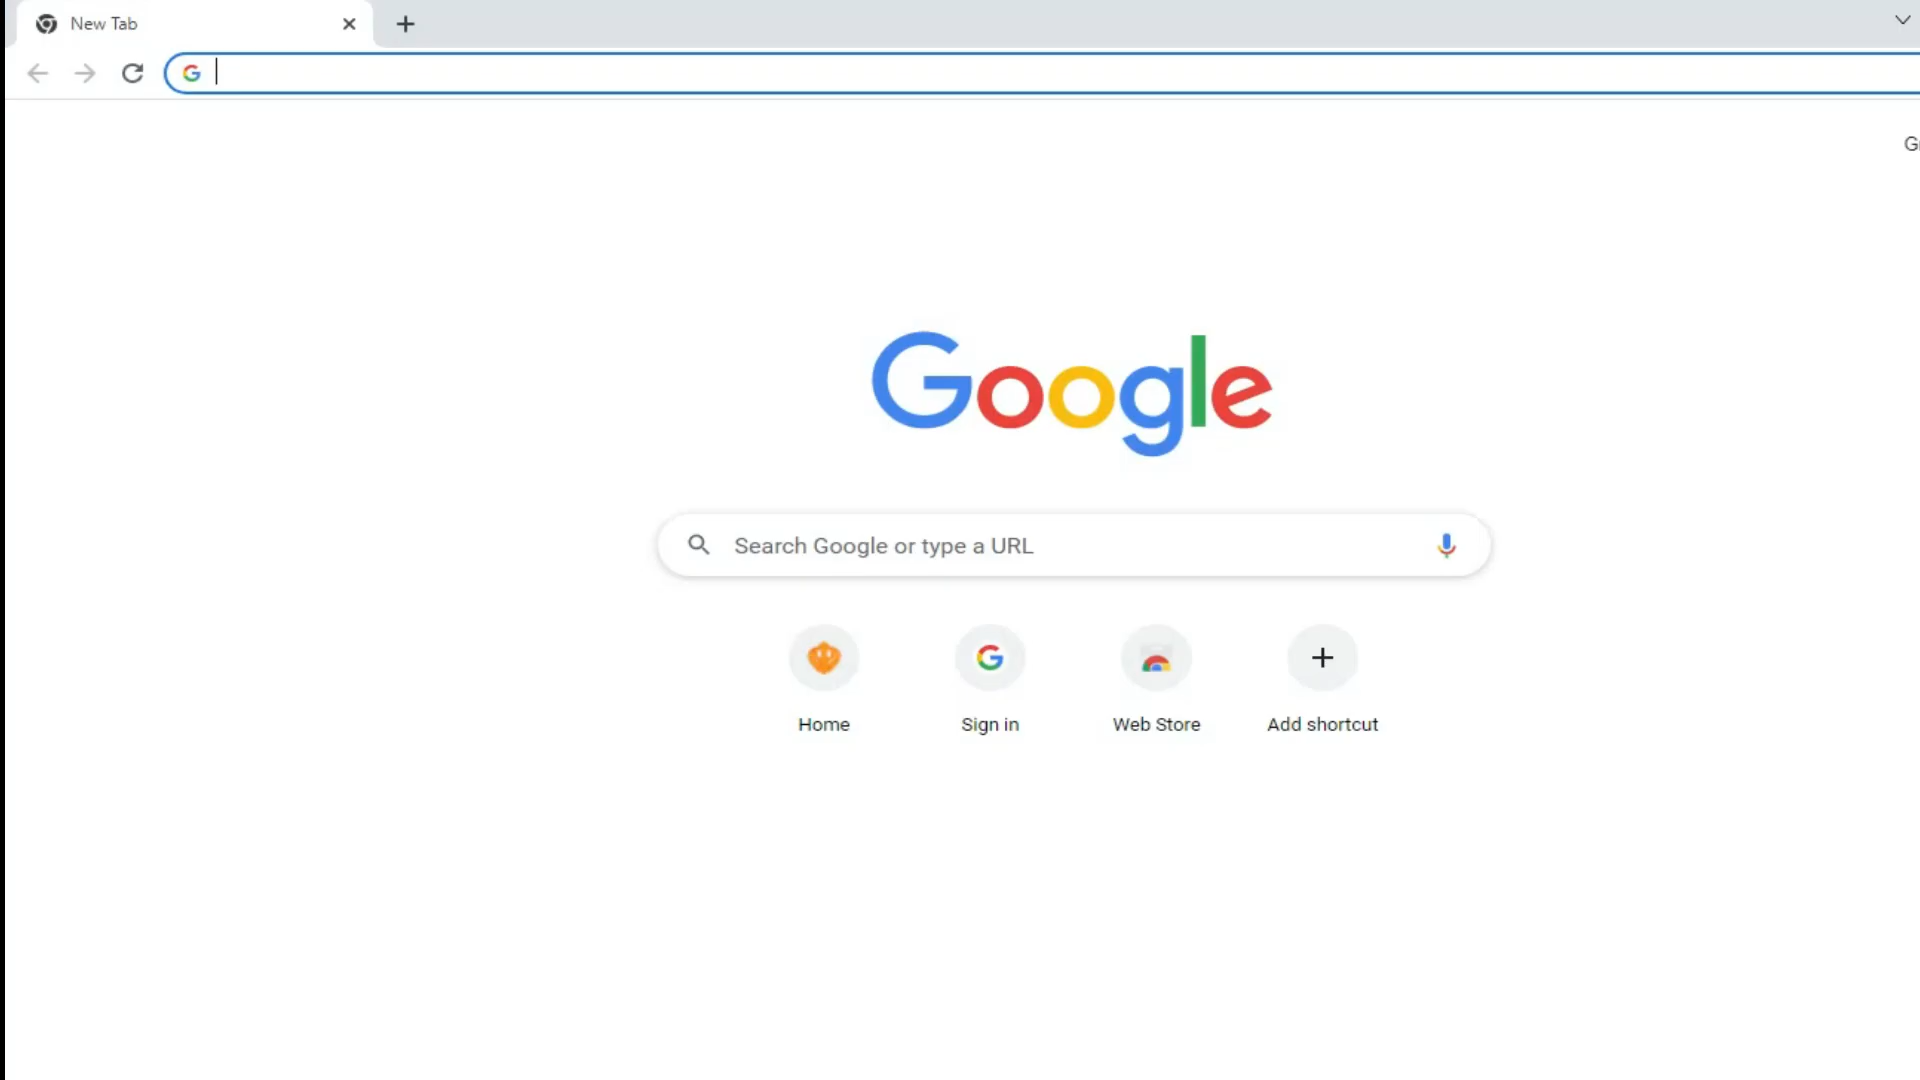 New Tab
Google
Search Google or type a URL
Home
Sign in
Web Store
Add shortcut